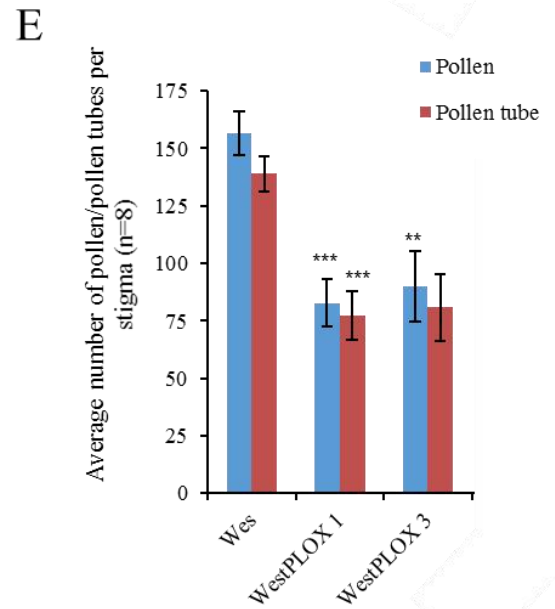 E
Pollen
Pollen tube
Average number of pollen/pollen tubes per
stigma (n=8)
175
150
125
100
75
50
25
0
***
***
**
Wes
WestPLOX 1
WestPLOX 3